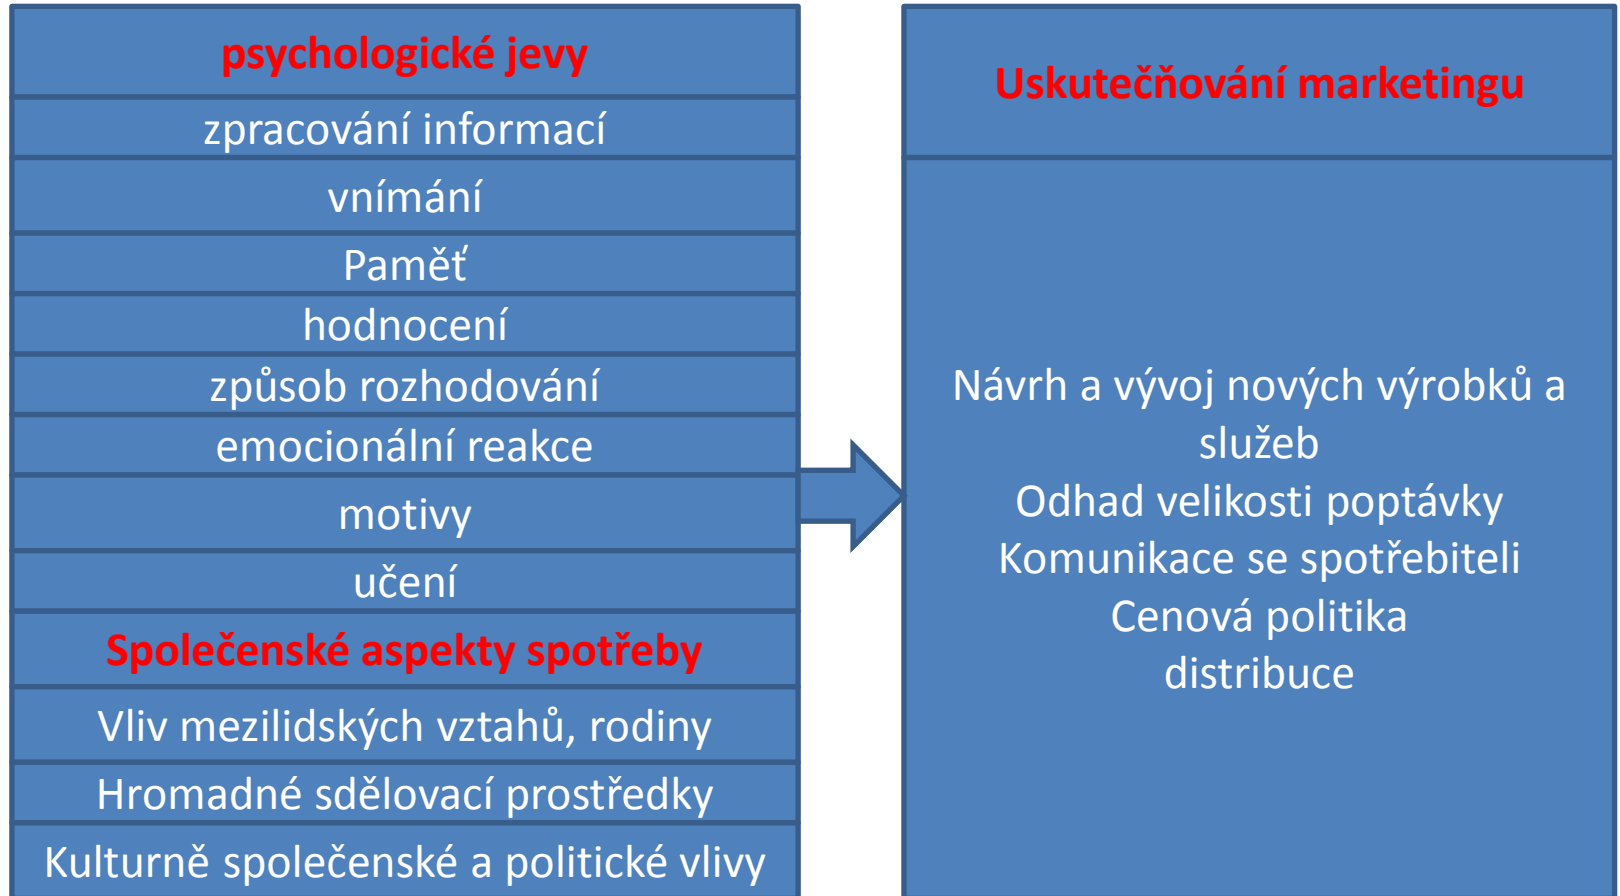 psychologické jevy
zpracování informací
vnímání
Paměť
hodnocení
způsob rozhodování
emocionální reakce
motivy
učení
Společenské aspekty spotřeby
Vliv mezilidských vztahů, rodiny
Hromadné sdělovací prostředky
Kulturně společenské a politické vlivy
Uskutečňování marketingu
Návrh a vývoj nových výrobků a
služeb
Odhad velikosti poptávky
Komunikace se spotřebiteli
Cenová politika
distribuce